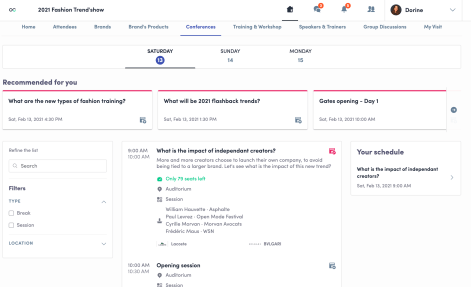 oc
2021 Fashion Trend'show
Dorine
Home
Attendees
Brands
Brand's Products
Conferences
Training & Workshop
Speakers & Trainers
Group Discussions
My Visit
SATURDAY
13
SUNDAY
14
MONDAY
15
Recommended for you
What are the new types of fashion training?
Sat, Feb 13, 2021 4:30 PM
What will be 2021 flashback trends?
Sat, Feb 13, 2021 1:30 PM
Gates opening - Day 1
Sat, Feb 13, 2021 10:00 AM
Refine the list
Search
Filters
TYPE
Break
Session
LOCATION
9:00 AM
10:00 AM
What is the impact of independant creators?
More and more creators choose to launch their own company, to avoid
being tied to a larger brand. Let's see what is the impact of this new trend?
Only 75 seats left
Auditorium
Session
William Hauvette · Asphalte
Paul Lavroz · Open Mode Festival
Cyrille Morvan · Morvan Avocats
Frédéric Maus · WSN
Lacoste
BVLGARI
10:00 AM
10:30 AM
Opening session
Auditorium
Session
Your schedule
What is the impact of independant
creators?
Sat, Feb 13, 2021 9:00 AM